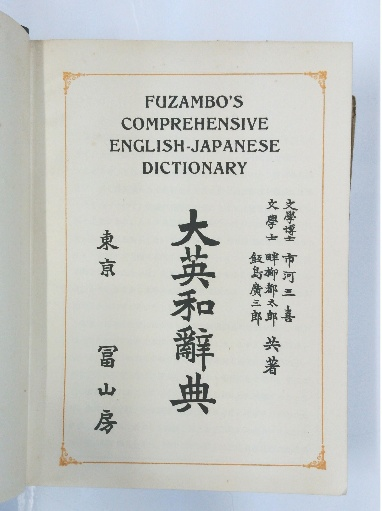 FUZAMBO'S
COMPREHENSIVE
ENGLISH-JAPANESE
DICTIONARY
文學博士 市河三喜
文學士 畔柳都太郎
飯島廣三郎
共著
大英和辭典
東京 冨山房